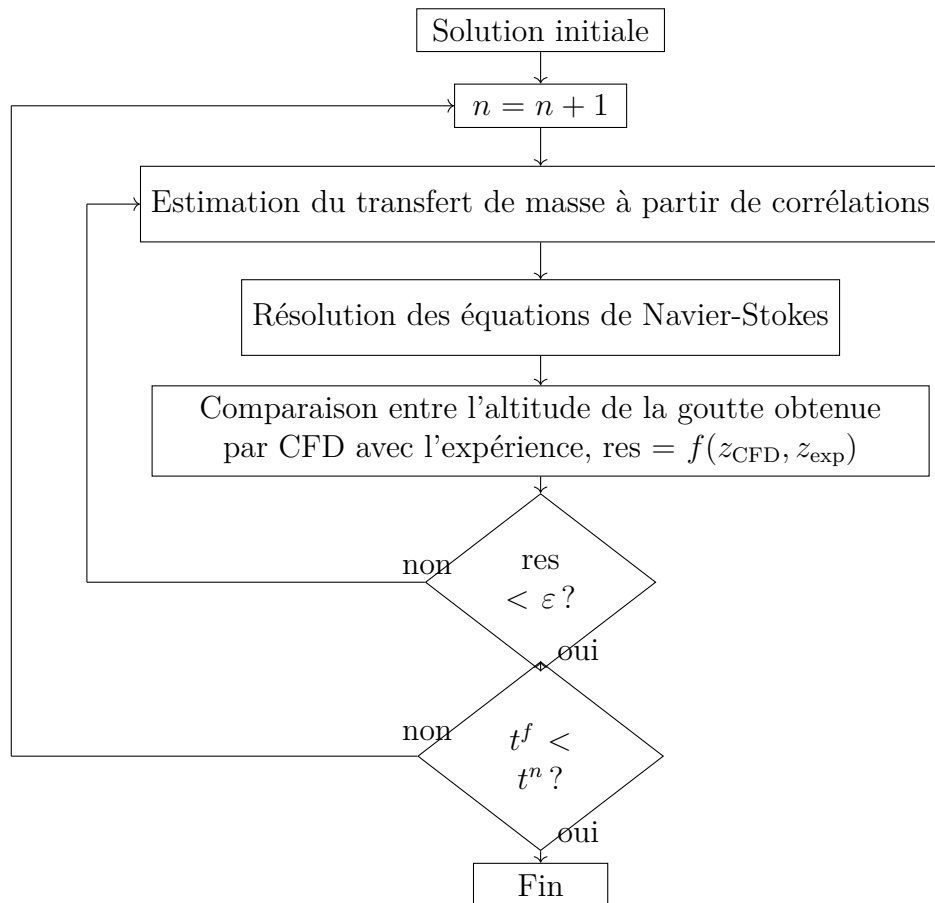 Solution initiale
n = n + 1
Estimation du transfert de masse à partir de corrélations
Résolution des équations de Navier-Stokes
Comparaison entre l'altitude de la goutte obtenue
par CFD avec l'expérience, res = f(z_CFD, z_exp)
non
res
< ε ?
oui
non
t^f <
t^n ?
oui
Fin